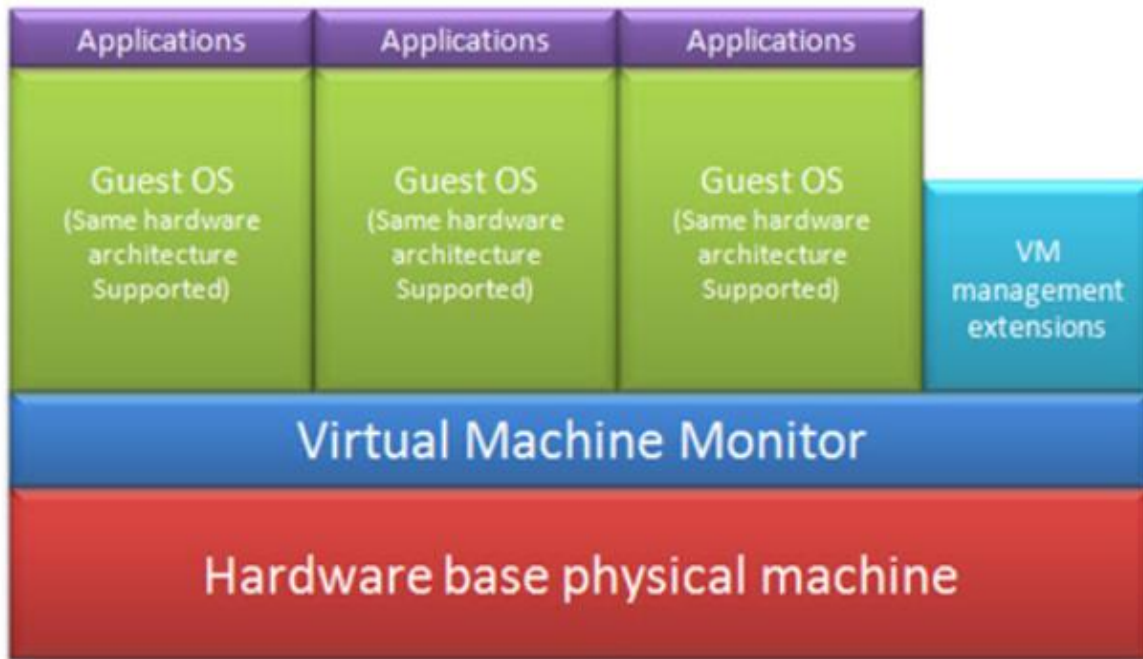 Applications
Applications
Applications
Guest OS
(Same hardware
architecture
Supported)
Guest OS
(Same hardware
architecture
Supported)
Guest OS
(Same hardware
architecture
Supported)
VM
management
extensions
Virtual Machine Monitor
Hardware base physical machine